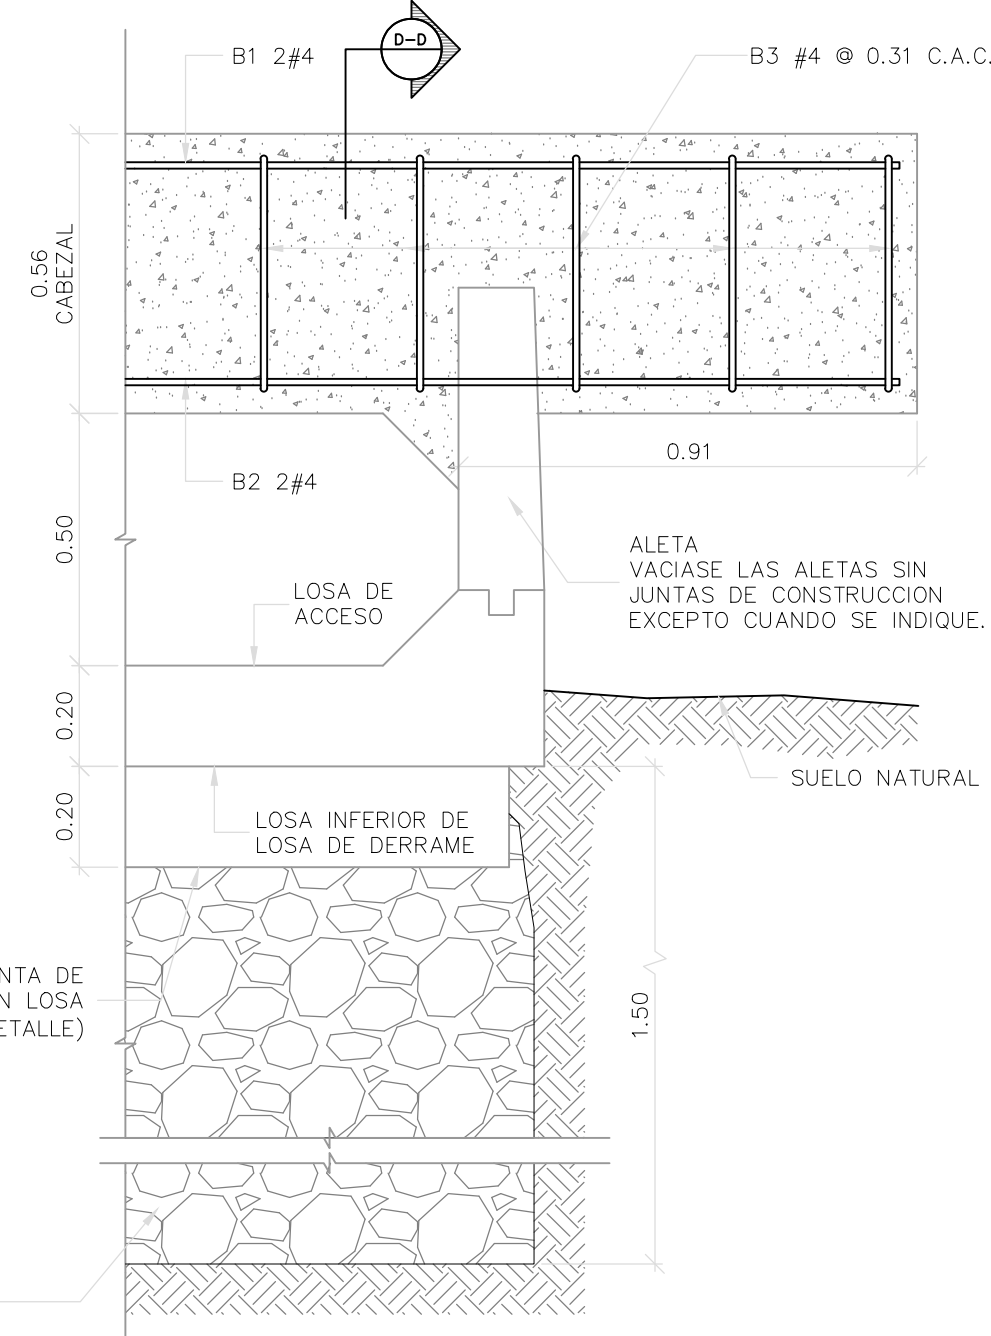 D-D
B1 2#4
B3 #4 @ 0.31 C.A.C.
0.56
CABEZAL
0.91
B2 2#4
0.50
ALETA
VACIASE LAS ALETAS SIN
JUNTAS DE CONSTRUCCION
EXCEPTO CUANDO SE INDIQUE.
LOSA DE
ACCESO
0.20
SUELO NATURAL
0.20
LOSA INFERIOR DE
LOSA DE DERRAME
DE
LOSA
1.50